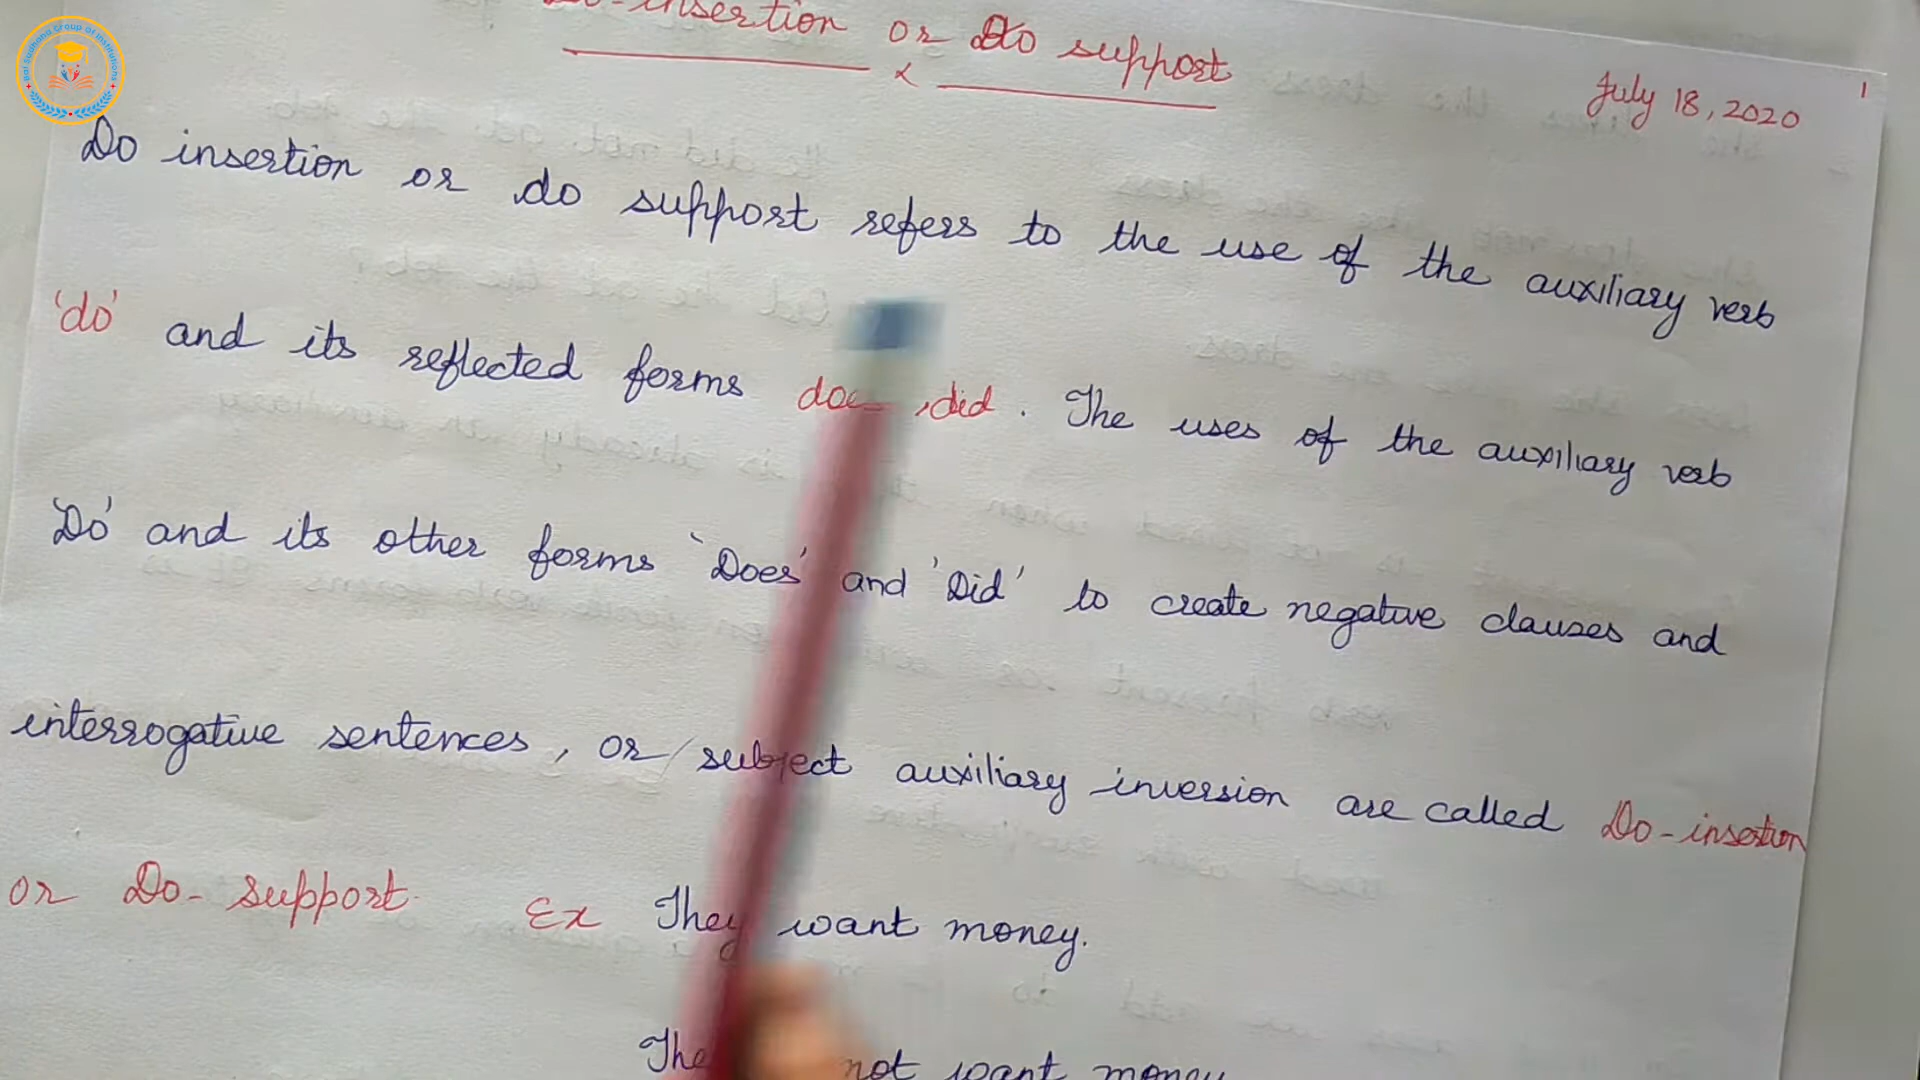 Do-insertion or Do support
July 18, 2020
1
Do insertion or do support refers to the use of the auxiliary verb
'do' and its reflected forms does, did. The uses of the auxiliary verb
'Do' and its other forms 'Does' and 'Did' to create negative clauses and
interrogative sentences, or subject auxiliary inversion are called Do-insertion
or Do-support. Ex They want money.
not want money